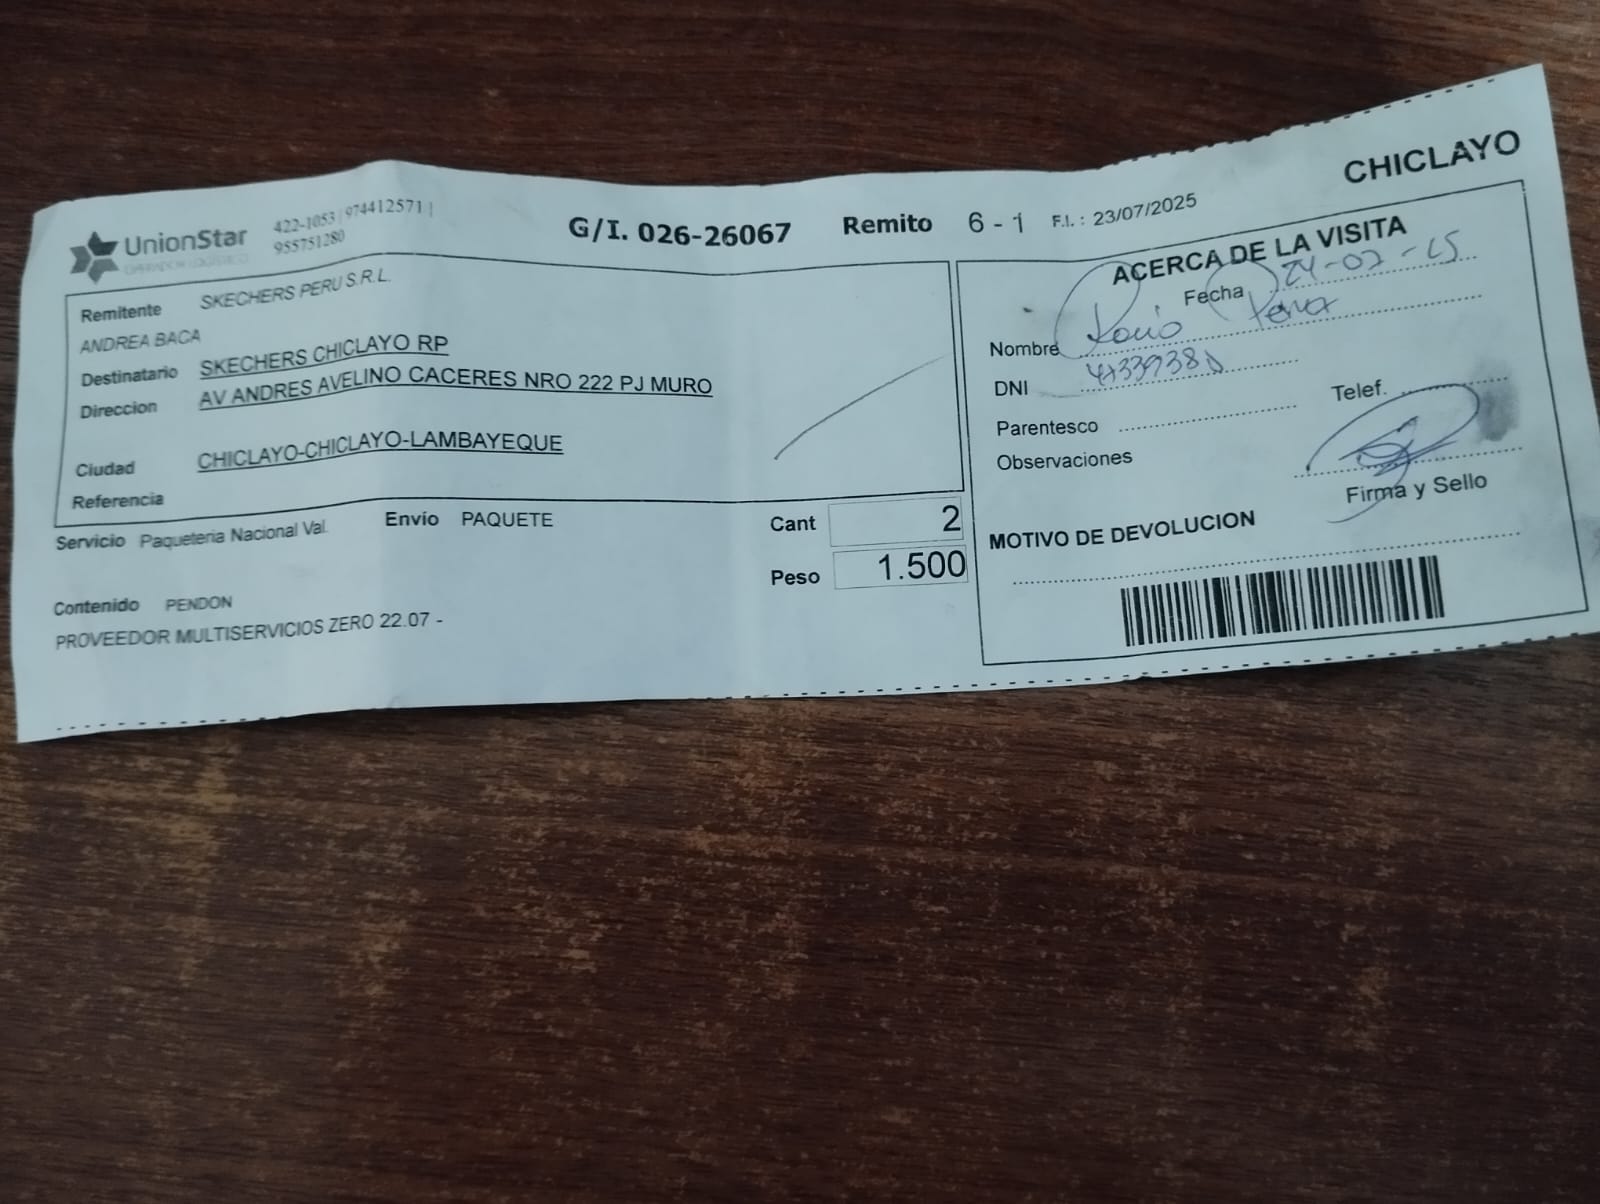 CHICLAYO
UnionStar 422-1053 | 974412571 |
OPERADOR LOGISTICO 955751280
G/I. 026-26067 Remito 6 - 1 F.I. : 23/07/2025
Remitente SKECHERS PERU S.R.L.
ANDREA BACA
Destinatario SKECHERS CHICLAYO RP
Direccion AV ANDRES AVELINO CACERES NRO 222 PJ MURO
Ciudad CHICLAYO-CHICLAYO-LAMBAYEQUE
Referencia
Servicio Paqueteria Nacional Val. Envío PAQUETE
Cant 2
Peso 1.500
Contenido PENDON
PROVEEDOR MULTISERVICIOS ZERO 22.07 -
ACERCA DE LA VISITA
Fecha 24-07-25
Nombre Rocio
DNI
Parentesco Telef.
Observaciones
Firma y Sello
MOTIVO DE DEVOLUCION